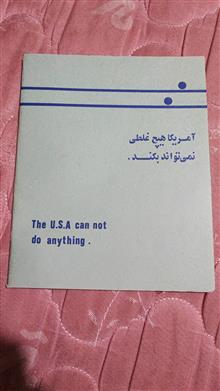 آمریکا هیچ غلطی
نمی‌تواند بکند.
The U.S.A can not
do anything.